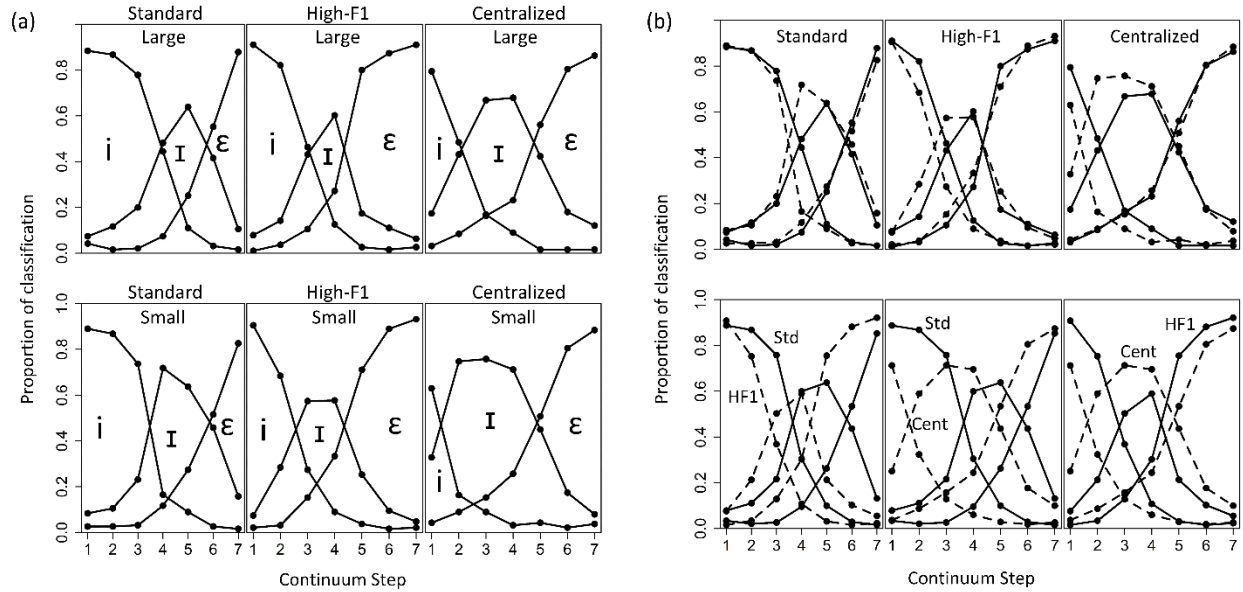 (a)
Standard High-F1 Centralized
Large Large Large
0.0 0.2 0.4 0.6 0.8
i ɪ ɛ
i ɪ ɛ
i ɪ ɛ
Standard High-F1 Centralized
Small Small Small
0.0 0.2 0.4 0.6 0.8 1.0
i ɪ ɛ
i ɪ ɛ
i ɪ ɛ
Proportion of classification
Proportion of classification
1 2 3 4 5 6 7 1 2 3 4 5 6 7 1 2 3 4 5 6 7
Continuum Step
(b)
Standard High-F1 Centralized
0.0 0.2 0.4 0.6 0.8
Std
HF1
Std
Cent
HF1
Cent
0.0 0.2 0.4 0.6 0.8 1.0
Proportion of classification
Proportion of classification
1 2 3 4 5 6 7 1 2 3 4 5 6 7 1 2 3 4 5 6 7
Continuum Step